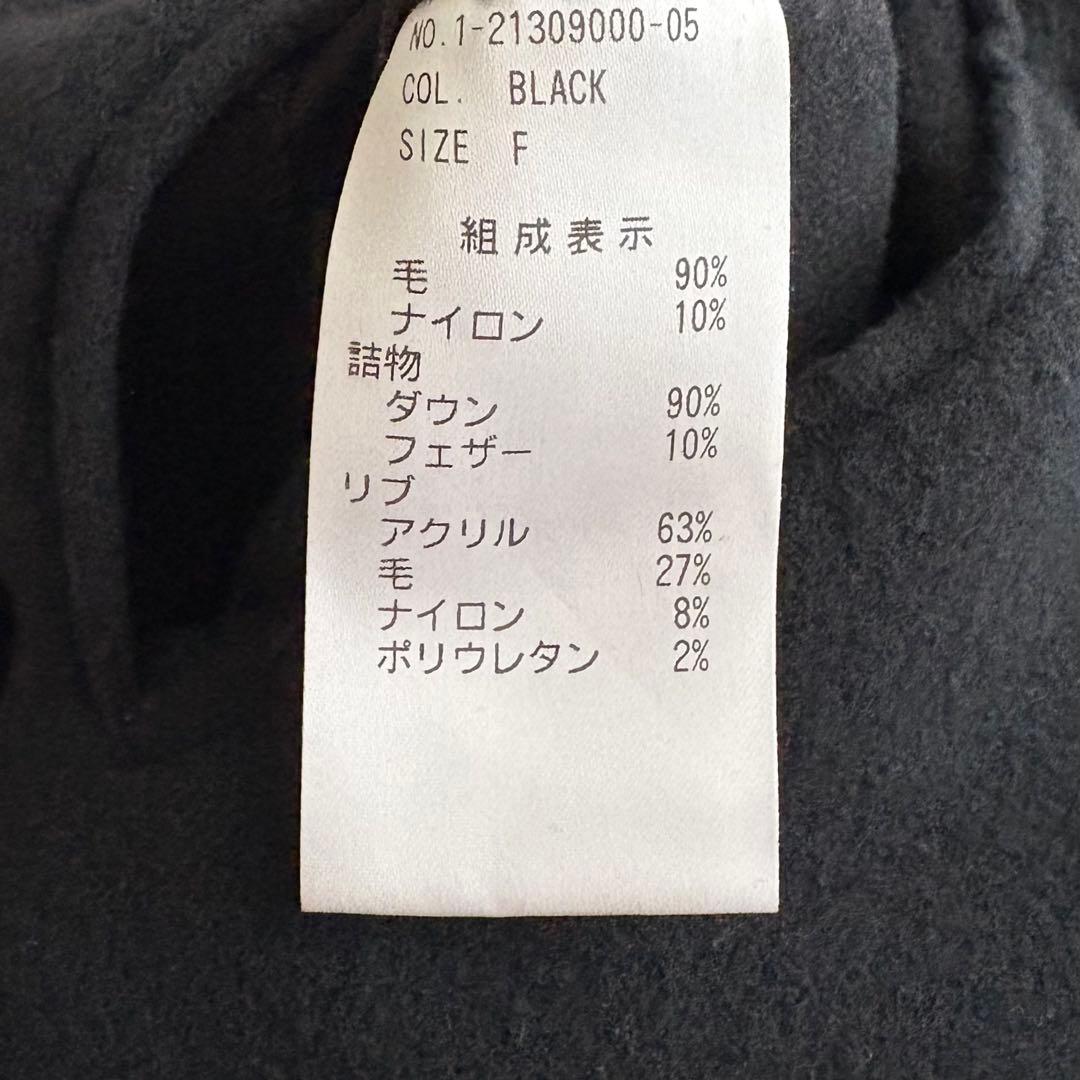 NO. 1-21309000-05
COL. BLACK
SIZE F
組成表示
毛 90%
ナイロン 10%
詰物
ダウン 90%
フェザー 10%
リブ
アクリル 63%
毛 27%
ナイロン 8%
ポリウレタン 2%